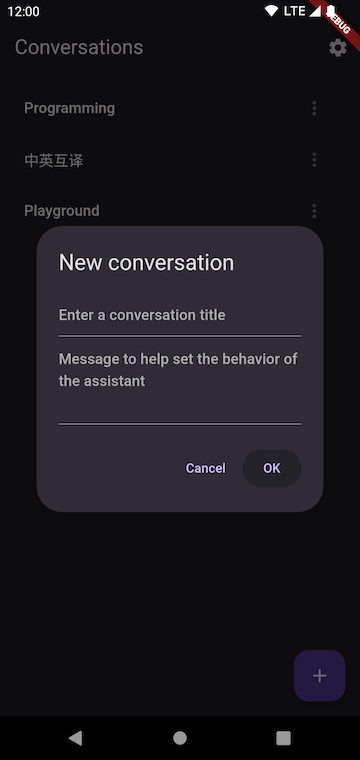 12:00
LTE
DEBUG
Conversations
Programming
中英互译
Playground
New conversation
Enter a conversation title
Message to help set the behavior of
the assistant
Cancel
OK